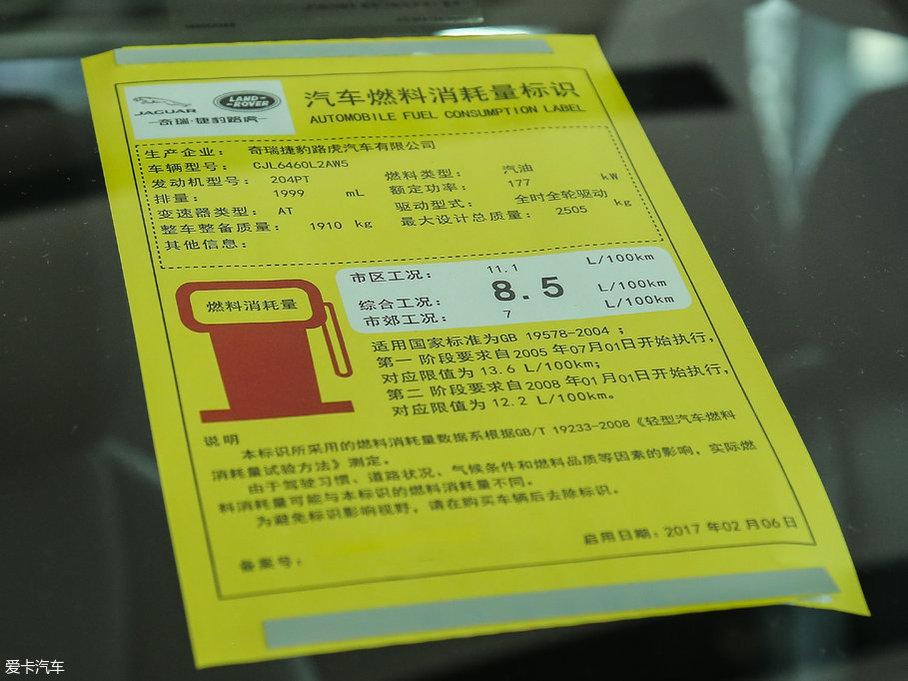 JAGUAR
LAND-ROVER
奇瑞·捷豹路虎
汽车燃料消耗量标识
AUTOMOBILE FUEL CONSUMPTION LABEL
生产企业： 奇瑞捷豹路虎汽车有限公司
车辆型号： CJL6460L2AW5
发动机型号： 204PT 燃料类型： 汽油
排量： 1999 mL 额定功率： 177 kW
变速器类型： AT 驱动型式： 全时全轮驱动
整车整备质量： 1910 kg 最大设计总质量： 2505 kg
其他信息：
燃料消耗量
市区工况： 11.1 L/100km
综合工况： 8.5 L/100km
市郊工况： 7 L/100km
适用国家标准为GB 19578-2004；
第一阶段要求自2005年07月01日开始执行，
对应限值为 13.6 L/100km；
第二阶段要求自2008年01月01日开始执行，
对应限值为 12.2 L/100km。
说明
本标识所采用的燃料消耗量数据系根据GB/T 19233-2008《轻型汽车燃料
消耗量试验方法》测定。
由于驾驶习惯、道路状况、气候条件和燃料品质等因素的影响，实际燃
料消耗量可能与本标识的燃料消耗量不同。
为避免标识影响视野，请在购买车辆后去除标识。
备案号：
启用日期：2017年02月06日
爱卡汽车